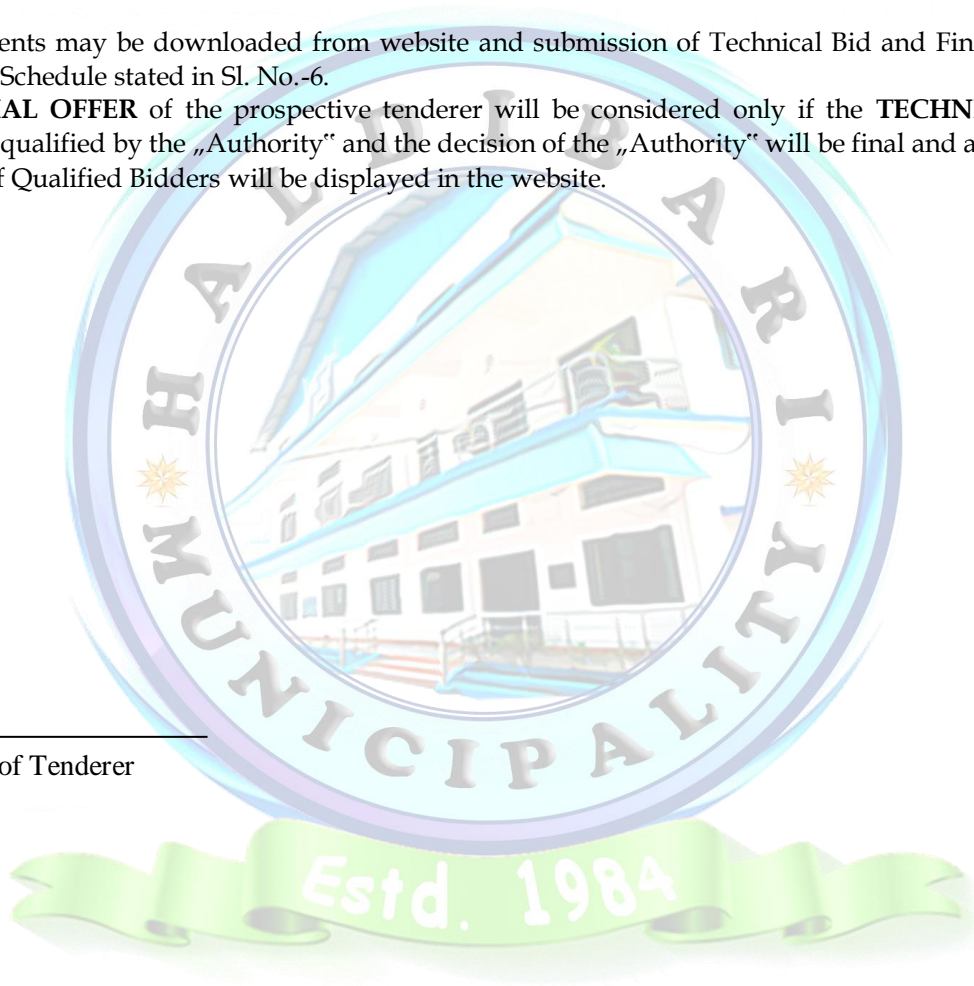 ents may be downloaded from website and submission of Technical Bid and Fin
Schedule stated in Sl. No.-6.
IAL OFFER of the prospective tenderer will be considered only if the TECHN
qualified by the „Authority‟ and the decision of the „Authority‟ will be final and a
f Qualified Bidders will be displayed in the website.
HALDIBARI
MUNICIPALITY
of Tenderer
Estd. 1984